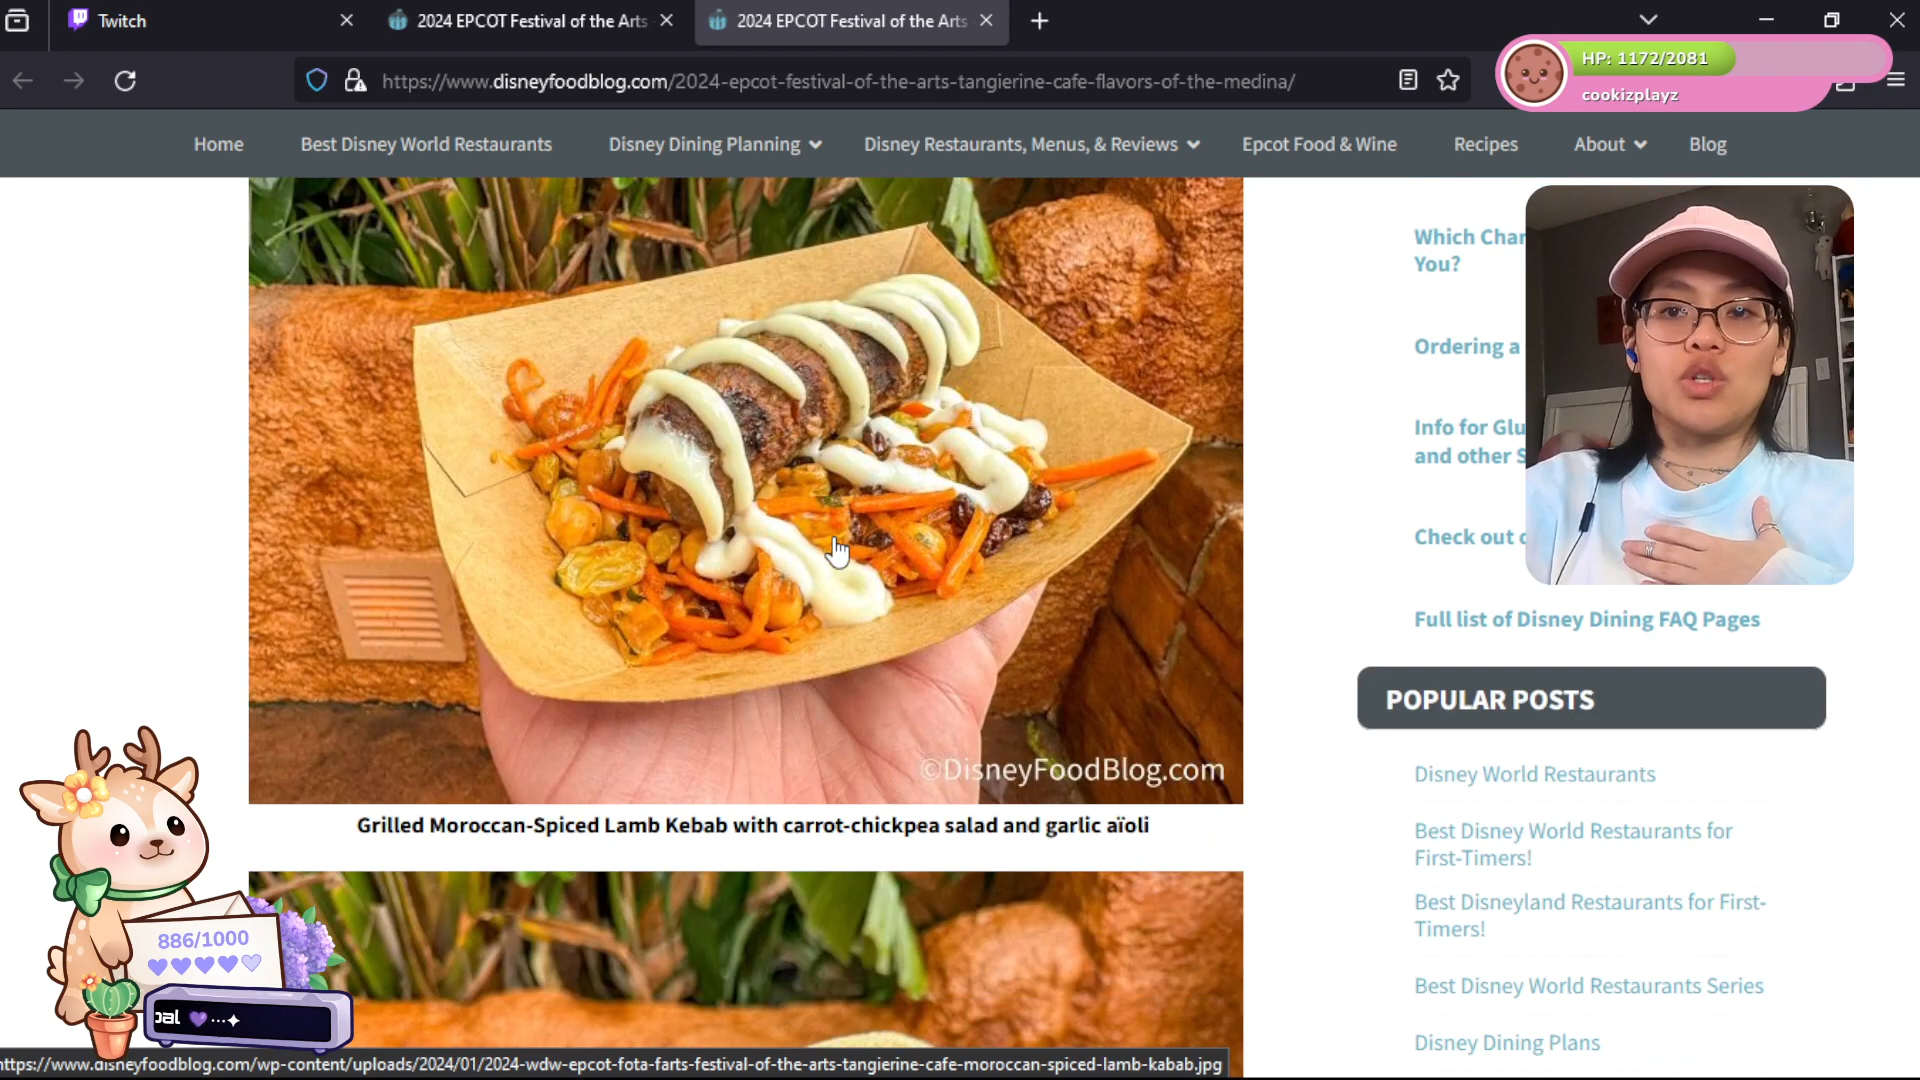 Twitch
2024 EPCOT Festival of the Arts
2024 EPCOT Festival of the Arts
https://www.disneyfoodblog.com/2024-epcot-festival-of-the-arts-tangierine-cafe-flavors-of-the-medina/
HP: 1172/2081
cookizplayz
Home
Best Disney World Restaurants
Disney Dining Planning
Disney Restaurants, Menus, & Reviews
Epcot Food & Wine
Recipes
About
Blog
Which Char
You?
Ordering a
Info for Glu
and other S
Check out
Full list of Disney Dining FAQ Pages
©DisneyFoodBlog.com
Grilled Moroccan-Spiced Lamb Kebab with carrot-chickpea salad and garlic aïoli
POPULAR POSTS
Disney World Restaurants
Best Disney World Restaurants for
First-Timers!
Best Disneyland Restaurants for First-
Timers!
Best Disney World Restaurants Series
Disney Dining Plans
886/1000
oal
https://www.disneyfoodblog.com/wp-content/uploads/2024/01/2024-wdw-epcot-fota-farts-festival-of-the-arts-tangierine-cafe-moroccan-spiced-lamb-kabab.jpg